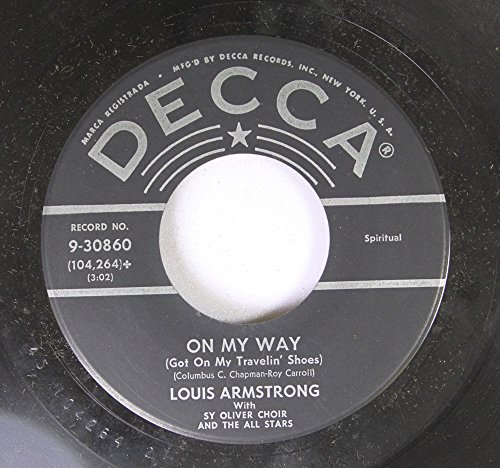 MARCA REGISTRADA • MFG'D BY DECCA RECORDS, INC., NEW YORK, U. S. A.
DECCA®
RECORD NO.
9-30860
(104,264)✤
(3:02)
Spiritual
ON MY WAY
(Got On My Travelin' Shoes)
(Columbus C. Chapman-Roy Carroll)
LOUIS ARMSTRONG
With
SY OLIVER CHOIR
AND THE ALL STARS